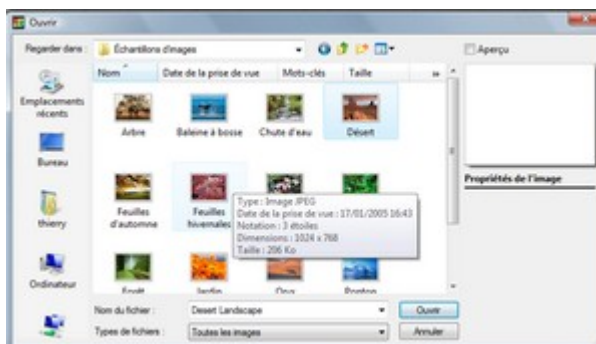 Ouvrir
Regarder dans :
Échantillons d'images
Aperçu
Nom
Date de la prise de vue
Mots-clés
Taille
»
Emplacements récents
Bureau
thierry
Ordinateur
Arbre
Baleine à bosse
Chute d'eau
Désert
Feuilles d'automne
Feuilles hivernales
Type : Image JPEG
Date de la prise de vue : 17/01/2005 16:43
Notation : 3 étoiles
Dimensions : 1024 x 768
Taille : 206 Ko
Forêt
Jardin
Oryx
Ponton
Propriétés de l'image
Nom du fichier :
Desert Landscape
Ouvrir
Types de fichiers :
Toutes les images
Annuler